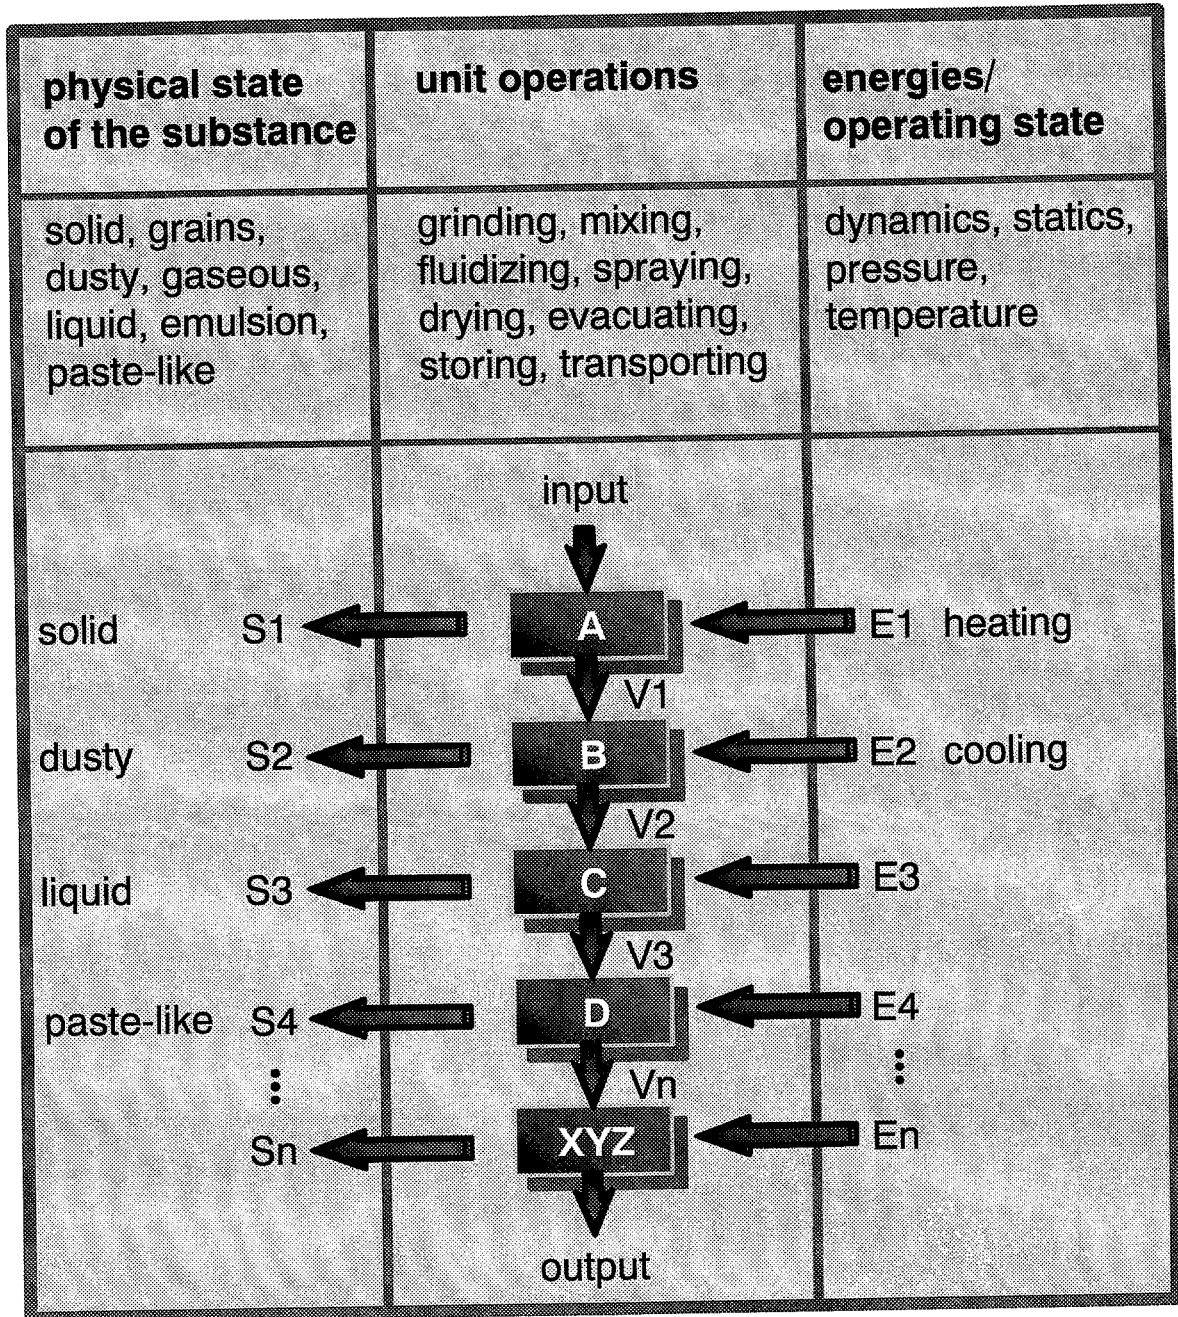 physical state
of the substance
unit operations
energies/
operating state
solid, grains,
dusty, gaseous,
liquid, emulsion,
paste-like
grinding, mixing,
fluidizing, spraying,
drying, evacuating,
storing, transporting
dynamics, statics,
pressure,
temperature
input
solid S1 A E1 heating
V1
dusty S2 B E2 cooling
V2
liquid S3 C E3
V3
paste-like S4 D E4
Vn
Sn XYZ En
output